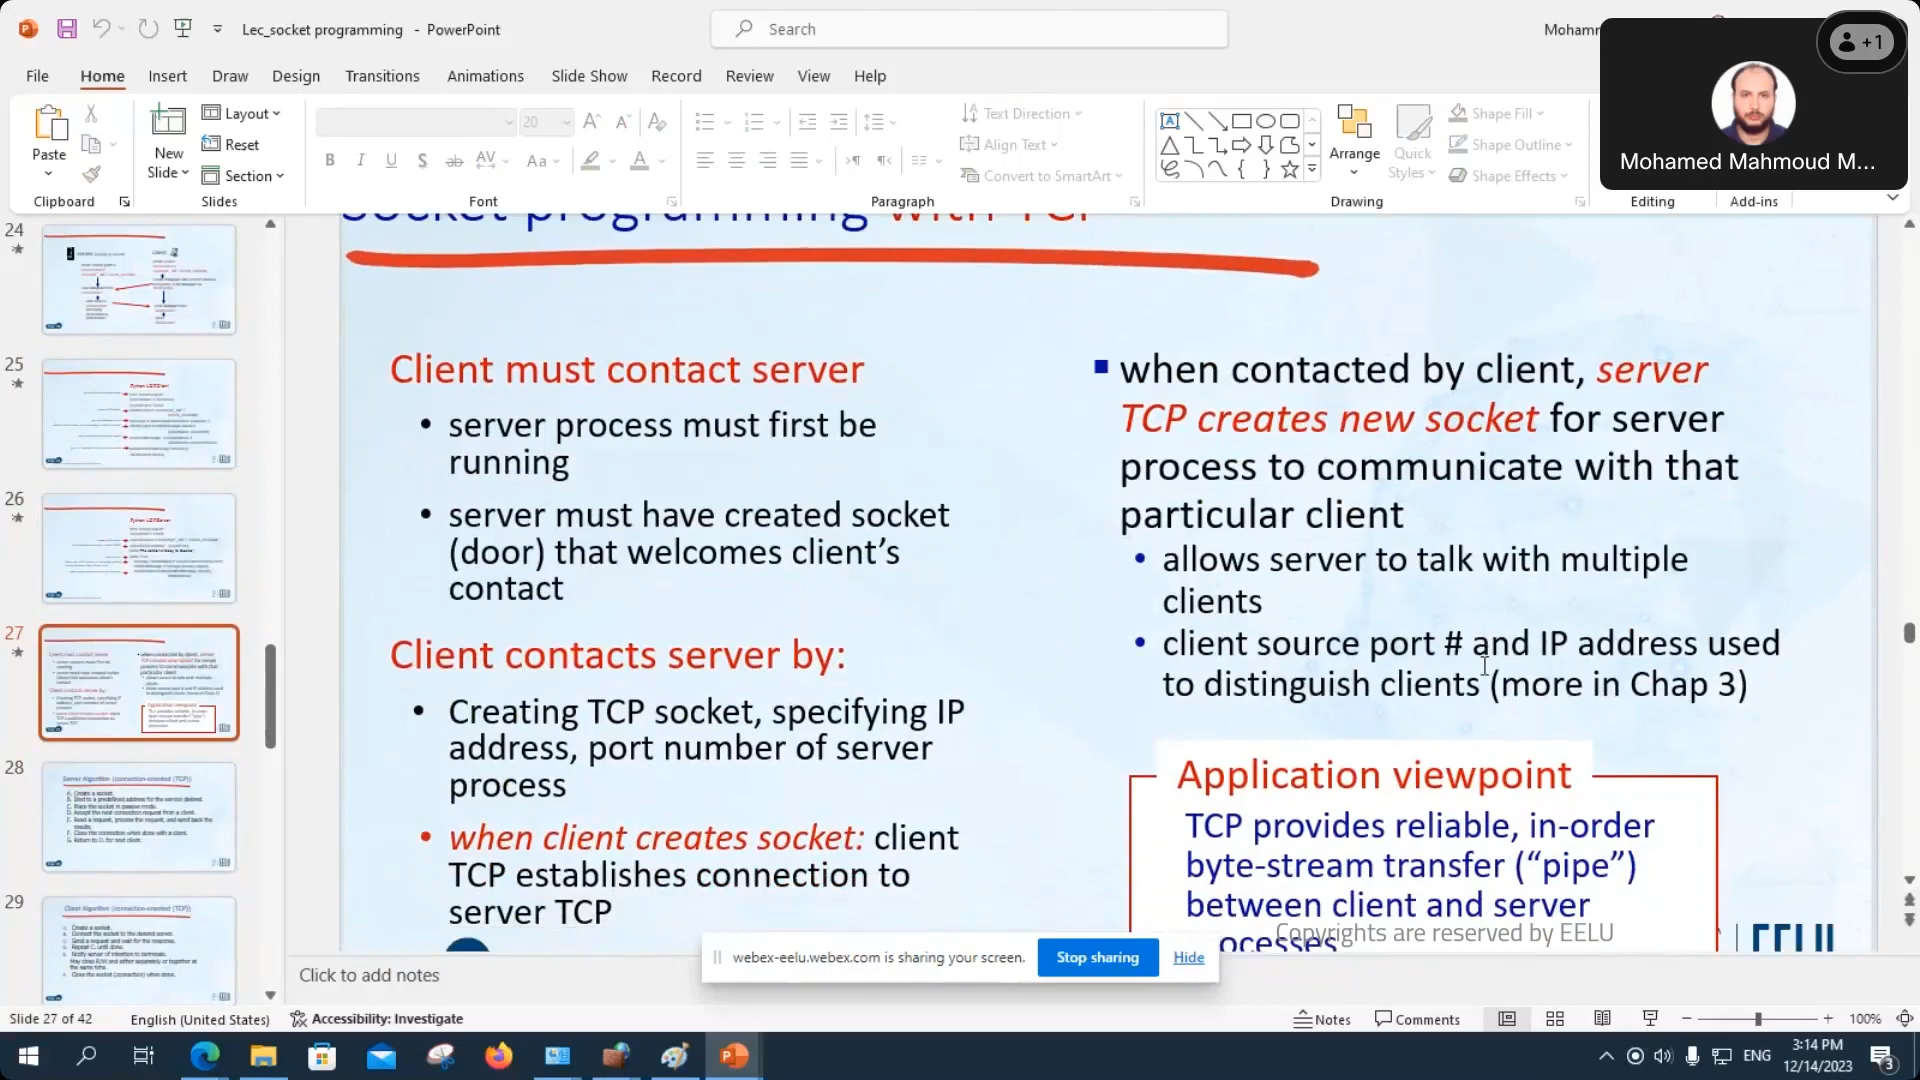 Lec_socket programming - PowerPoint
Search
Mohamm
+1
Mohamed Mahmoud M...
File Home Insert Draw Design Transitions Animations Slide Show Record Review View Help
Paste
New Slide
Layout
Reset
Section
20
Text Direction
Align Text
Convert to SmartArt
Arrange
Quick Styles
Shape Fill
Shape Outline
Shape Effects
Clipboard Slides Font Paragraph Drawing Editing Add-ins
24
25
26
27
28
Server Algorithm (connection-oriented (TCP))
29
Client Algorithm (connection-oriented (TCP))
Socket programming with TCP
Client must contact server
• server process must first be
running
• server must have created socket
(door) that welcomes client's
contact
Client contacts server by:
• Creating TCP socket, specifying IP
address, port number of server
process
• when client creates socket: client
TCP establishes connection to
server TCP
▪ when contacted by client, server
TCP creates new socket for server
process to communicate with that
particular client
• allows server to talk with multiple
clients
• client source port # and IP address used
to distinguish clients (more in Chap 3)
Application viewpoint
TCP provides reliable, in-order
byte-stream transfer (“pipe”)
between client and server
processes
Copyrights are reserved by EELU
EELU
webex-eelu.webex.com is sharing your screen. Stop sharing Hide
Click to add notes
Slide 27 of 42 English (United States) Accessibility: Investigate Notes Comments 100%
ENG
3:14 PM
12/14/2023
3